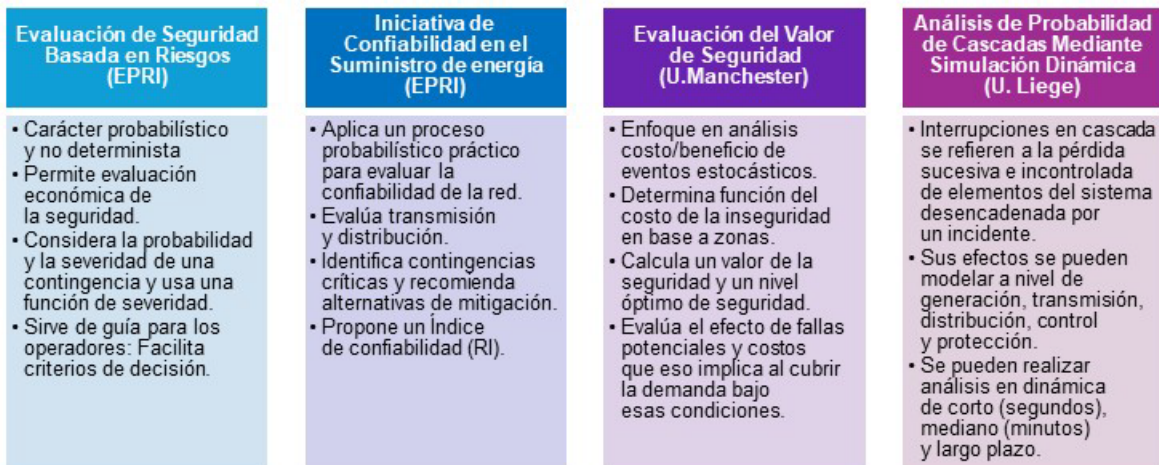 Evaluación de Seguridad
Basada en Riesgos
(EPRI)
• Carácter probabilístico
y no determinista
• Permite evaluación
económica de
la seguridad.
• Considera la probabilidad
y la severidad de una
contingencia y usa una
función de severidad.
• Sirve de guía para los
operadores: Facilita
criterios de decisión.
Iniciativa de
Confiabilidad en el
Suministro de energía
(EPRI)
• Aplica un proceso
probabilístico práctico
para evaluar la
confiabilidad de la red.
• Evalúa transmisión
y distribución.
• Identifica contingencias
críticas y recomienda
alternativas de mitigación.
• Propone un Índice
de confiabilidad (RI).
Evaluación del Valor
de Seguridad
(U.Manchester)
• Enfoque en análisis
costo/beneficio de
eventos estocásticos.
• Determina función del
costo de la inseguridad
en base a zonas.
• Calcula un valor de la
seguridad y un nivel
óptimo de seguridad.
• Evalúa el efecto de fallas
potenciales y costos
que eso implica al cubrir
la demanda bajo
esas condiciones.
Análisis de Probabilidad
de Cascadas Mediante
Simulación Dinámica
(U. Liege)
• Interrupciones en cascada
se refieren a la pérdida
sucesiva e incontrolada
de elementos del sistema
desencadenada por
un incidente.
• Sus efectos se pueden
modelar a nivel de
generación, transmisión,
distribución, control
y protección.
• Se pueden realizar
análisis en dinámica
de corto (segundos),
mediano (minutos)
y largo plazo.